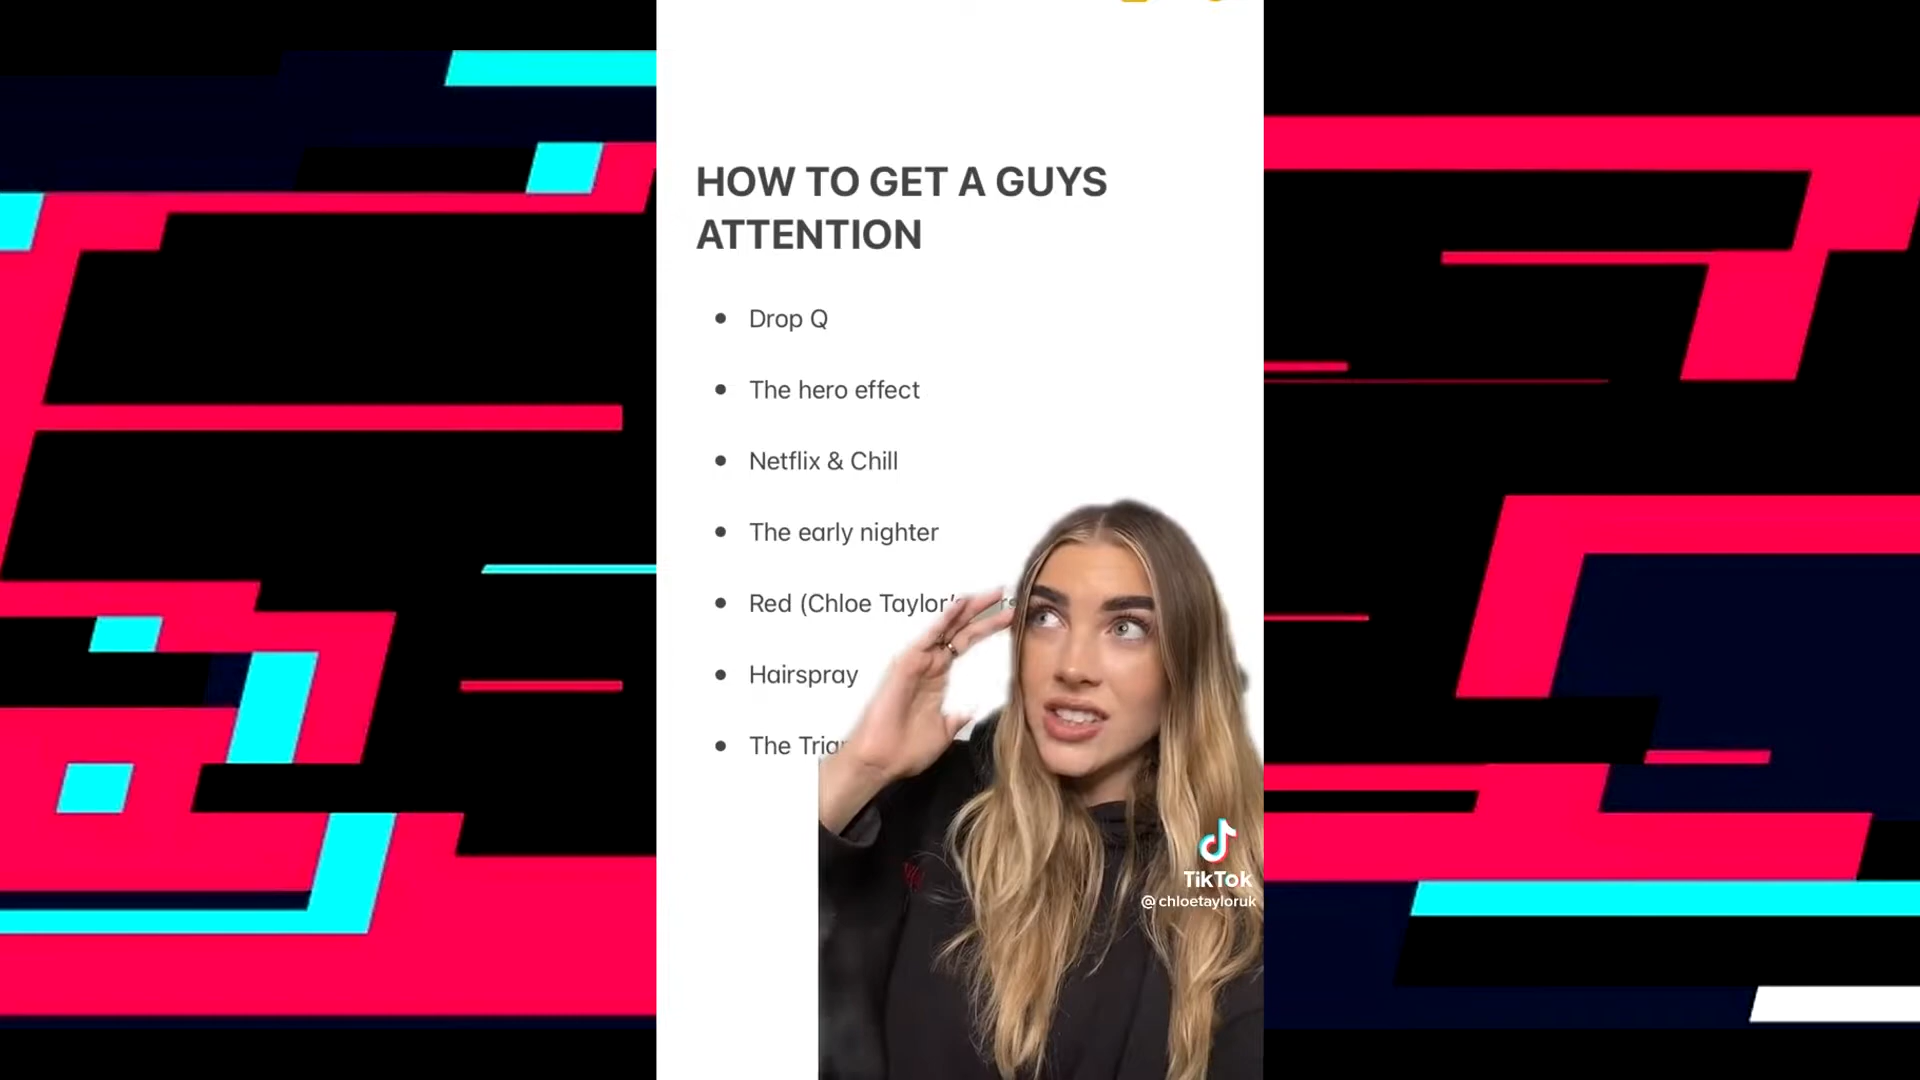 HOW TO GET A GUYS
ATTENTION
Drop Q
The hero effect
Netflix & Chill
The early nighter
Red (Chloe Taylor's
Hairspray
The
TikTok
@chloetayloruk